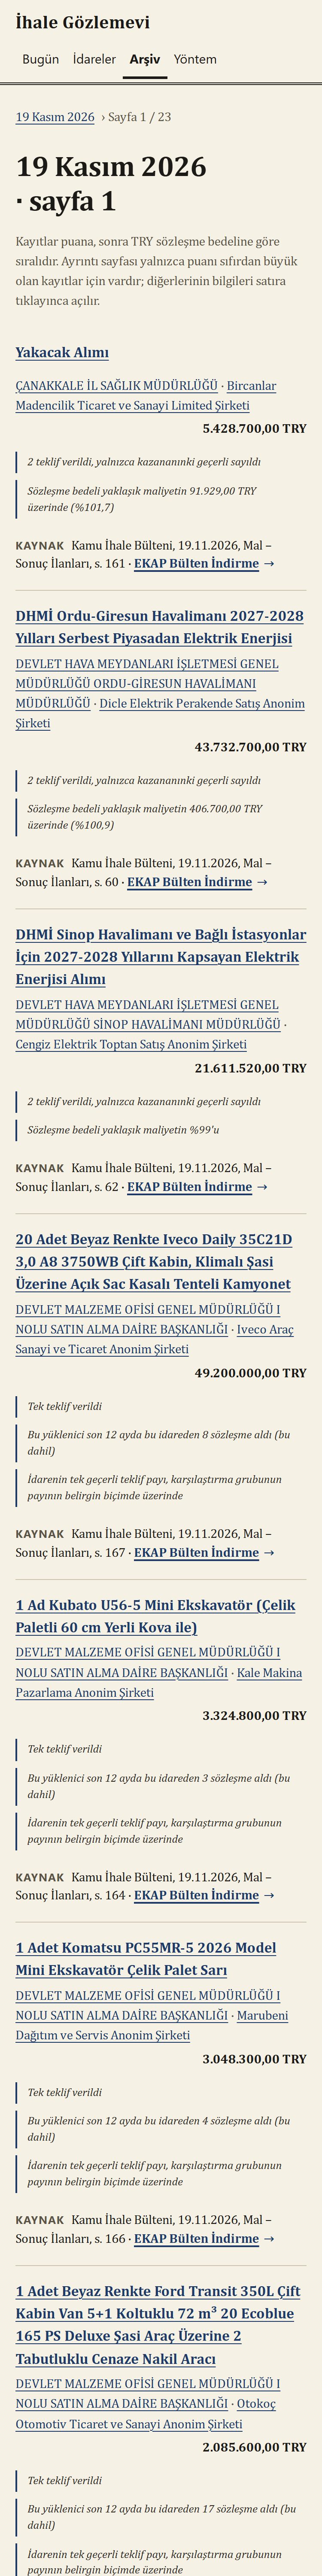 İhale Gözlemevi
Bugün İdareler Arşiv Yöntem
19 Kasım 2026 › Sayfa 1 / 23
19 Kasım 2026
· sayfa 1
Kayıtlar puana, sonra TRY sözleşme bedeline göre
sıralıdır. Ayrıntı sayfası yalnızca puanı sıfırdan büyük
olan kayıtlar için vardır; diğerlerinin bilgileri satıra
tıklayınca açılır.
Yakacak Alımı
ÇANAKKALE İL SAĞLIK MÜDÜRLÜĞÜ · Bircanlar
Madencilik Ticaret ve Sanayi Limited Şirketi
5.428.700,00 TRY
2 teklif verildi, yalnızca kazananınki geçerli sayıldı
Sözleşme bedeli yaklaşık maliyetin 91.929,00 TRY
üzerinde (%101,7)
KAYNAK Kamu İhale Bülteni, 19.11.2026, Mal –
Sonuç İlanları, s. 161 · EKAP Bülten İndirme →
DHMİ Ordu-Giresun Havalimanı 2027-2028
Yılları Serbest Piyasadan Elektrik Enerjisi
DEVLET HAVA MEYDANLARI İŞLETMESİ GENEL
MÜDÜRLÜĞÜ ORDU-GİRESUN HAVALİMANI
MÜDÜRLÜĞÜ · Dicle Elektrik Perakende Satış Anonim
Şirketi
43.732.700,00 TRY
2 teklif verildi, yalnızca kazananınki geçerli sayıldı
Sözleşme bedeli yaklaşık maliyetin 406.700,00 TRY
üzerinde (%100,9)
KAYNAK Kamu İhale Bülteni, 19.11.2026, Mal –
Sonuç İlanları, s. 60 · EKAP Bülten İndirme →
DHMİ Sinop Havalimanı ve Bağlı İstasyonlar
İçin 2027-2028 Yıllarını Kapsayan Elektrik
Enerjisi Alımı
DEVLET HAVA MEYDANLARI İŞLETMESİ GENEL
MÜDÜRLÜĞÜ SİNOP HAVALİMANI MÜDÜRLÜĞÜ ·
Cengiz Elektrik Toptan Satış Anonim Şirketi
21.611.520,00 TRY
2 teklif verildi, yalnızca kazananınki geçerli sayıldı
Sözleşme bedeli yaklaşık maliyetin %99'u
KAYNAK Kamu İhale Bülteni, 19.11.2026, Mal –
Sonuç İlanları, s. 62 · EKAP Bülten İndirme →
20 Adet Beyaz Renkte Iveco Daily 35C21D
3,0 A8 3750WB Çift Kabin, Klimalı Şasi
Üzerine Açık Sac Kasalı Tenteli Kamyonet
DEVLET MALZEME OFİSİ GENEL MÜDÜRLÜĞÜ I
NOLU SATIN ALMA DAİRE BAŞKANLIĞI · Iveco Araç
Sanayi ve Ticaret Anonim Şirketi
49.200.000,00 TRY
Tek teklif verildi
Bu yüklenici son 12 ayda bu idareden 8 sözleşme aldı (bu
dahil)
İdarenin tek geçerli teklif payı, karşılaştırma grubunun
payının belirgin biçimde üzerinde
KAYNAK Kamu İhale Bülteni, 19.11.2026, Mal –
Sonuç İlanları, s. 167 · EKAP Bülten İndirme →
1 Ad Kubato U56-5 Mini Ekskavatör (Çelik
Paletli 60 cm Yerli Kova ile)
DEVLET MALZEME OFİSİ GENEL MÜDÜRLÜĞÜ I
NOLU SATIN ALMA DAİRE BAŞKANLIĞI · Kale Makina
Pazarlama Anonim Şirketi
3.324.800,00 TRY
Tek teklif verildi
Bu yüklenici son 12 ayda bu idareden 3 sözleşme aldı (bu
dahil)
İdarenin tek geçerli teklif payı, karşılaştırma grubunun
payının belirgin biçimde üzerinde
KAYNAK Kamu İhale Bülteni, 19.11.2026, Mal –
Sonuç İlanları, s. 164 · EKAP Bülten İndirme →
1 Adet Komatsu PC55MR-5 2026 Model
Mini Ekskavatör Çelik Palet Sarı
DEVLET MALZEME OFİSİ GENEL MÜDÜRLÜĞÜ I
NOLU SATIN ALMA DAİRE BAŞKANLIĞI · Marubeni
Dağıtım ve Servis Anonim Şirketi
3.048.300,00 TRY
Tek teklif verildi
Bu yüklenici son 12 ayda bu idareden 4 sözleşme aldı (bu
dahil)
İdarenin tek geçerli teklif payı, karşılaştırma grubunun
payının belirgin biçimde üzerinde
KAYNAK Kamu İhale Bülteni, 19.11.2026, Mal –
Sonuç İlanları, s. 166 · EKAP Bülten İndirme →
1 Adet Beyaz Renkte Ford Transit 350L Çift
Kabin Van 5+1 Koltuklu 72 m³ 20 Ecoblue
165 PS Deluxe Şasi Araç Üzerine 2
Tabutluklu Cenaze Nakil Aracı
DEVLET MALZEME OFİSİ GENEL MÜDÜRLÜĞÜ I
NOLU SATIN ALMA DAİRE BAŞKANLIĞI · Otokoç
Otomotiv Ticaret ve Sanayi Anonim Şirketi
2.085.600,00 TRY
Tek teklif verildi
Bu yüklenici son 12 ayda bu idareden 17 sözleşme aldı (bu
dahil)
İdarenin tek geçerli teklif payı, karşılaştırma grubunun
payının belirgin biçimde üzerinde